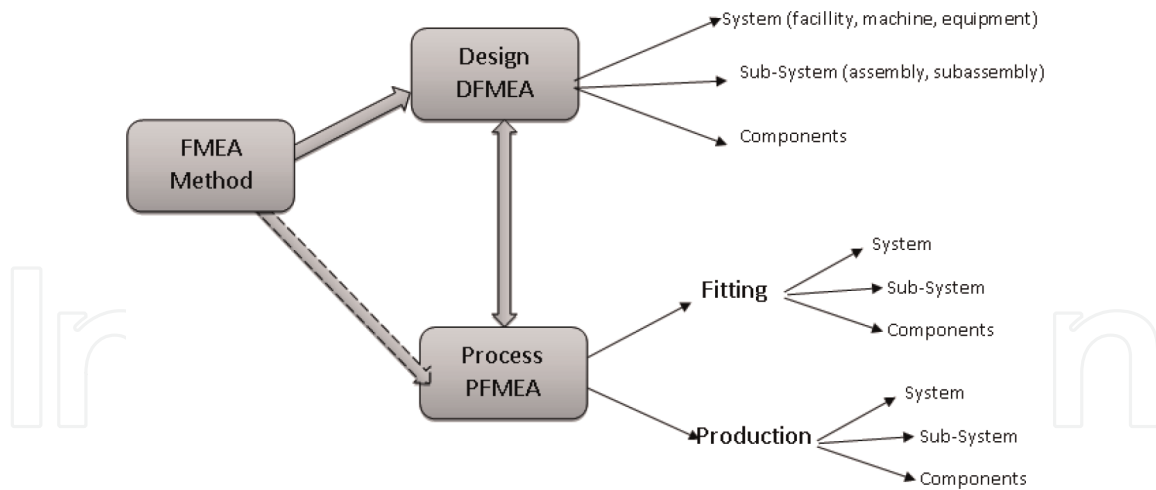 System (facillity, machine, equipment)
Design
DFMEA
Sub-System (assembly, subassembly)
Components
FMEA
Method
System
Fitting
Sub-System
Components
Process
PFMEA
System
Production
Sub-System
Components